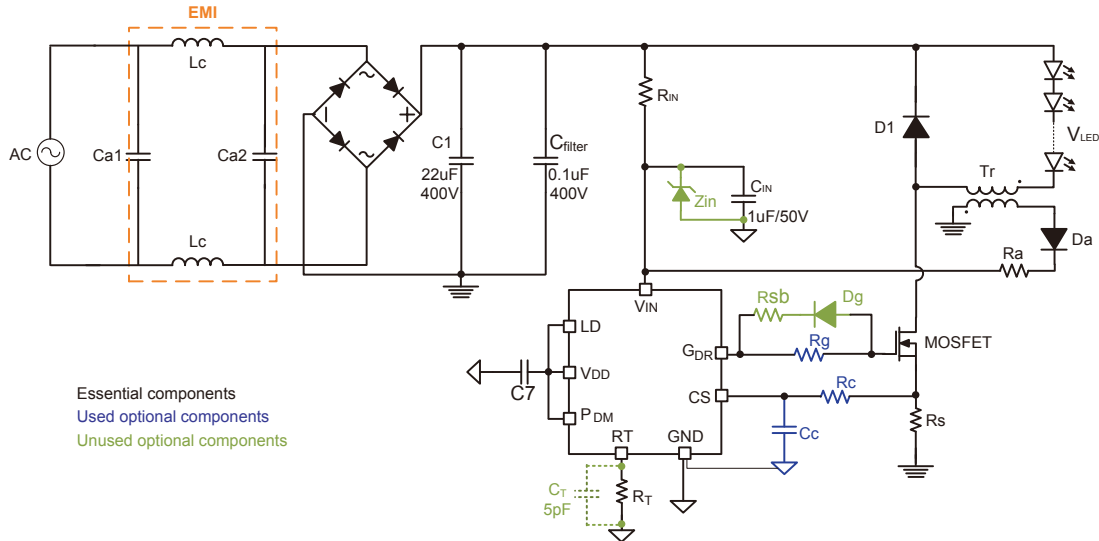 EMI
Lc
AC
Ca1
Ca2
Lc
C1
22uF
400V
Cfilter
0.1uF
400V
RIN
Zin
CIN
1uF/50V
D1
VLED
Tr
Da
Ra
VIN
LD
VDD
PDM
RT
GND
GDR
CS
C7
Rsb
Dg
Rg
MOSFET
Rc
Cc
Rs
CT
5pF
RT
Essential components
Used optional components
Unused optional components